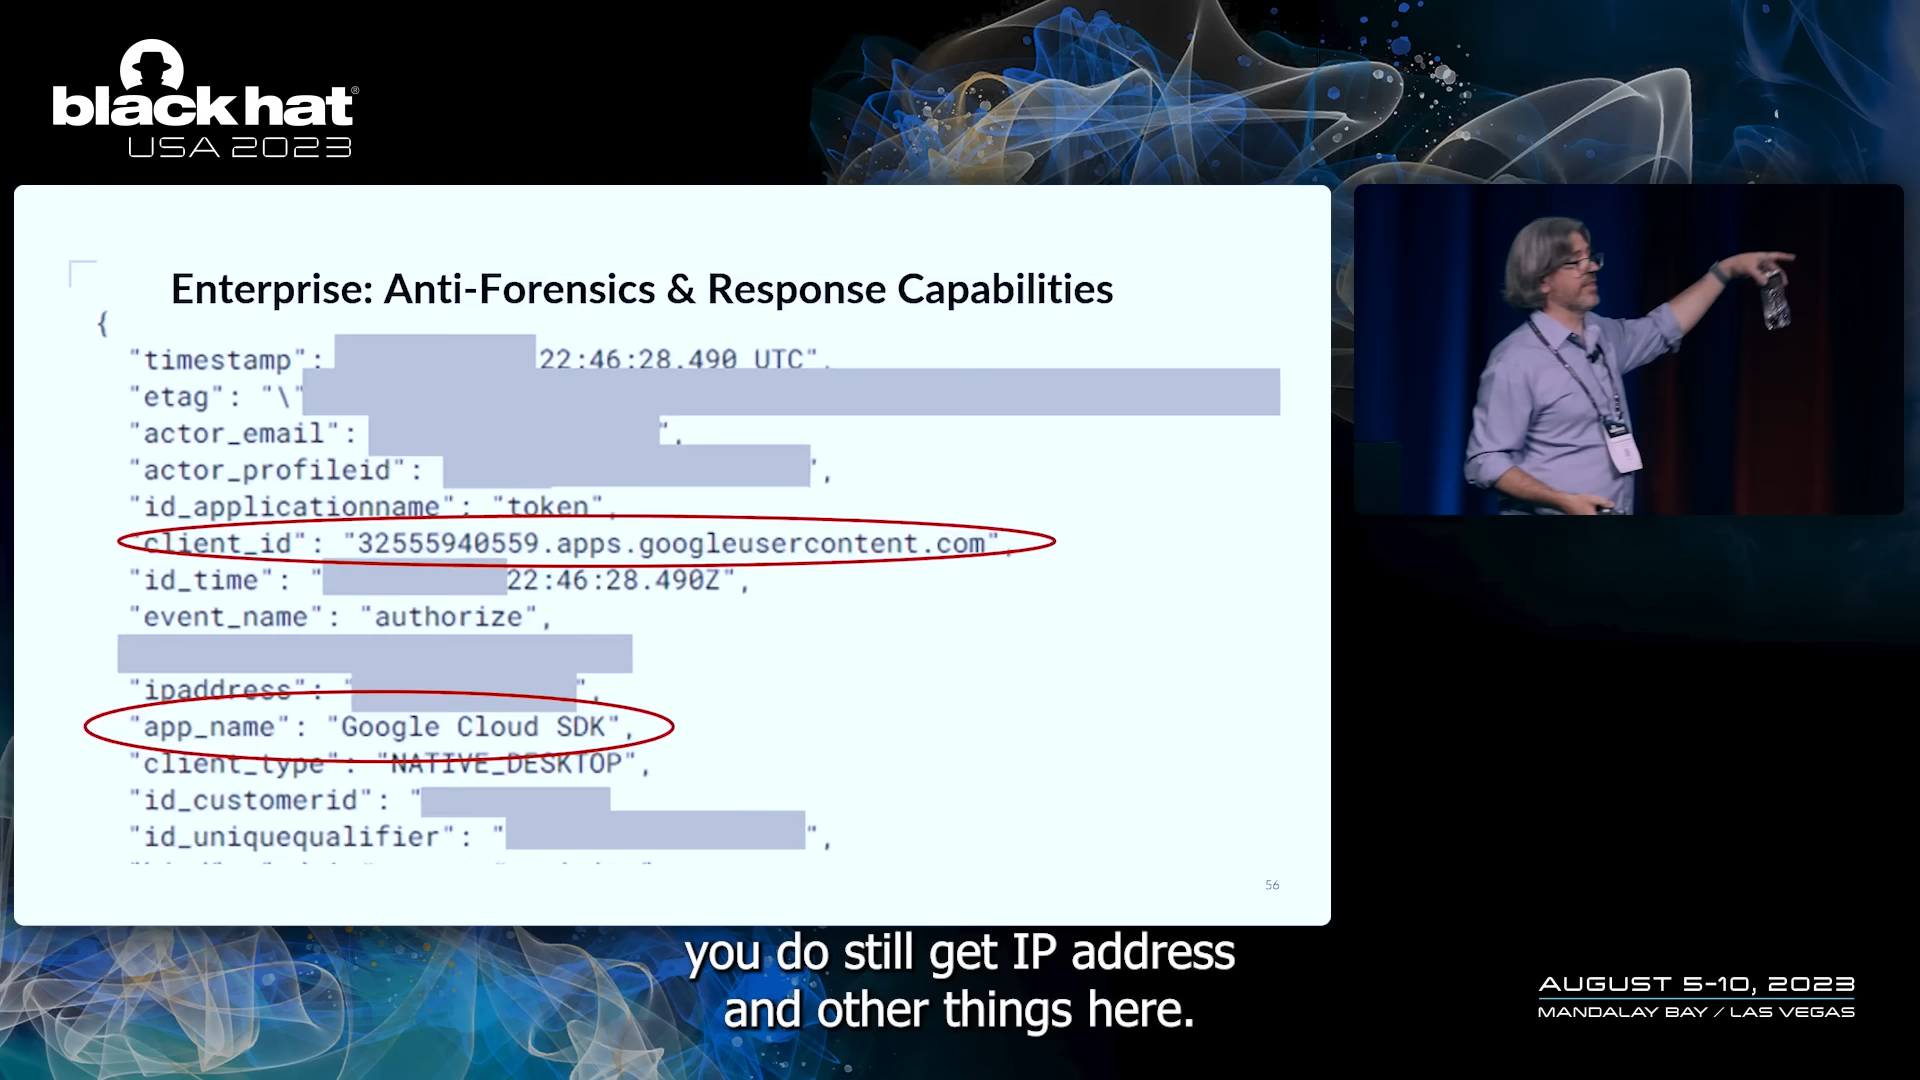 blackhat®
USA 2023
Enterprise: Anti-Forensics & Response Capabilities
{
"timestamp": 22:46:28.490 UTC",
"etag": "\"
"actor_email": ",
"actor_profileid": ",
"id_applicationname": "token",
"client_id": "32555940559.apps.googleusercontent.com",
"id_time": " 22:46:28.490Z",
"event_name": "authorize",
"ipaddress": " ",
"app_name": "Google Cloud SDK",
"client_type": "NATIVE_DESKTOP",
"id_customerid": "
"id_uniquequalifier": " ",
56
you do still get IP address
and other things here.
AUGUST 5-10, 2023
MANDALAY BAY / LAS VEGAS